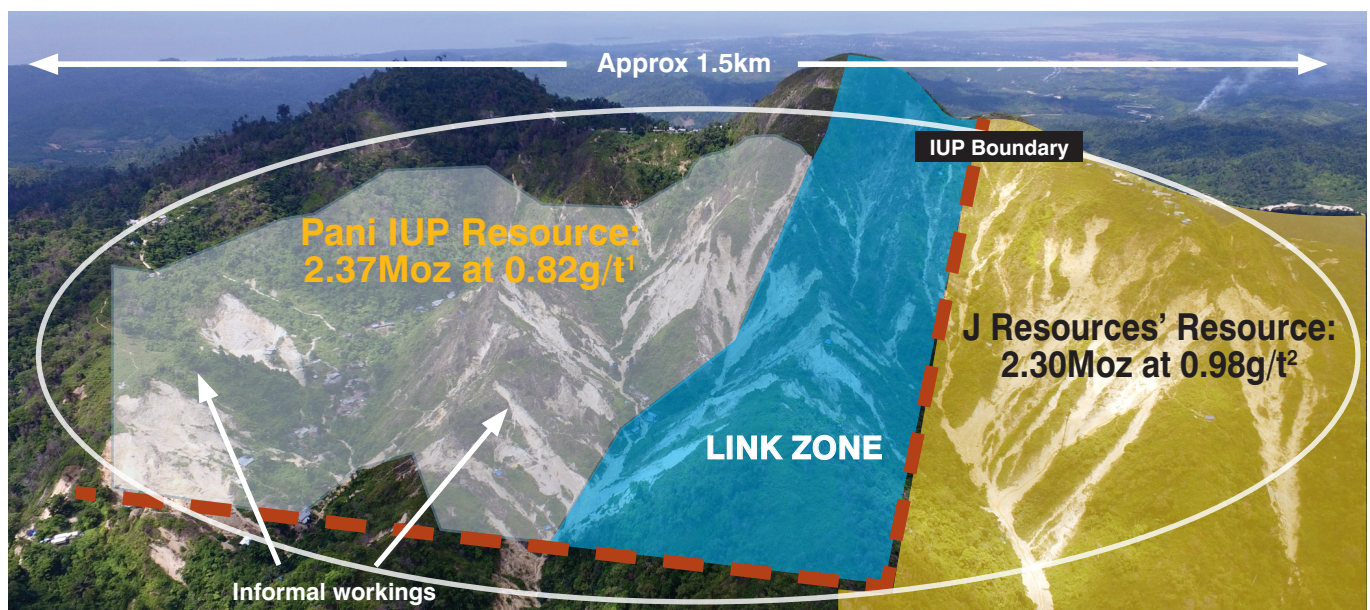 Approx 1.5km
IUP Boundary
Pani IUP Resource:
2.37Moz at 0.82g/t¹
J Resources’ Resource:
2.30Moz at 0.98g/t²
LINK ZONE
Informal workings